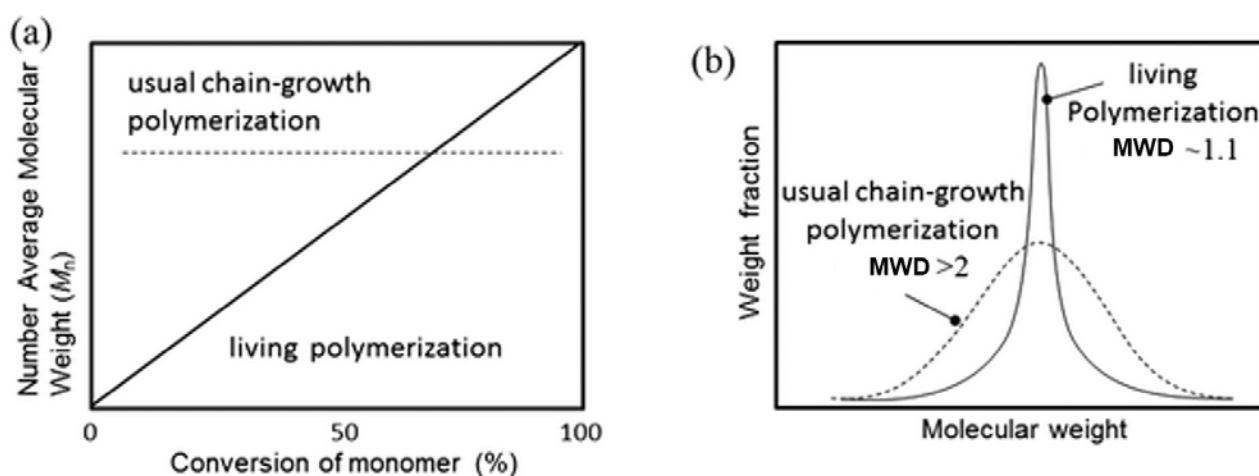 (a)
usual chain-growth
polymerization
living polymerization
Number Average Molecular
Weight (Mn)
0
50
100
Conversion of monomer (%)
(b)
living
Polymerization
MWD ~1.1
usual chain-growth
polymerization
MWD >2
Weight fraction
Molecular weight